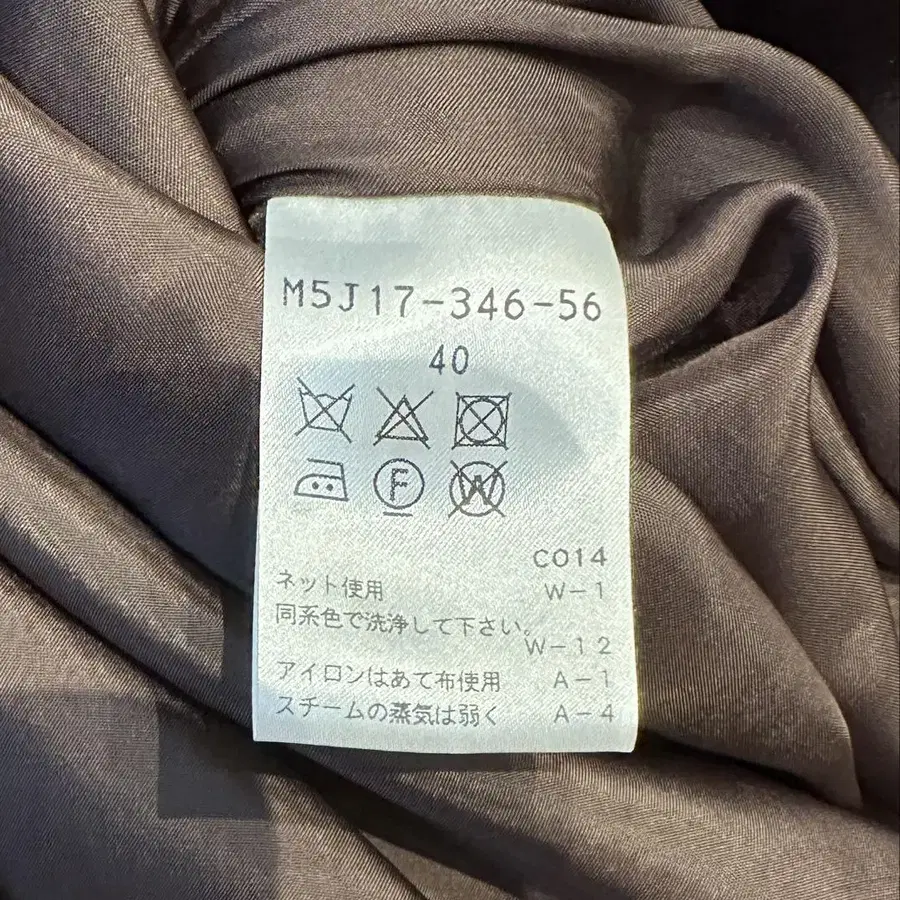 M5J17-346-56
40
F
W
C014
ネット使用 W-1
同系色で洗浄して下さい。
W-12
アイロンはあて布使用 A-1
スチームの蒸気は弱く A-4